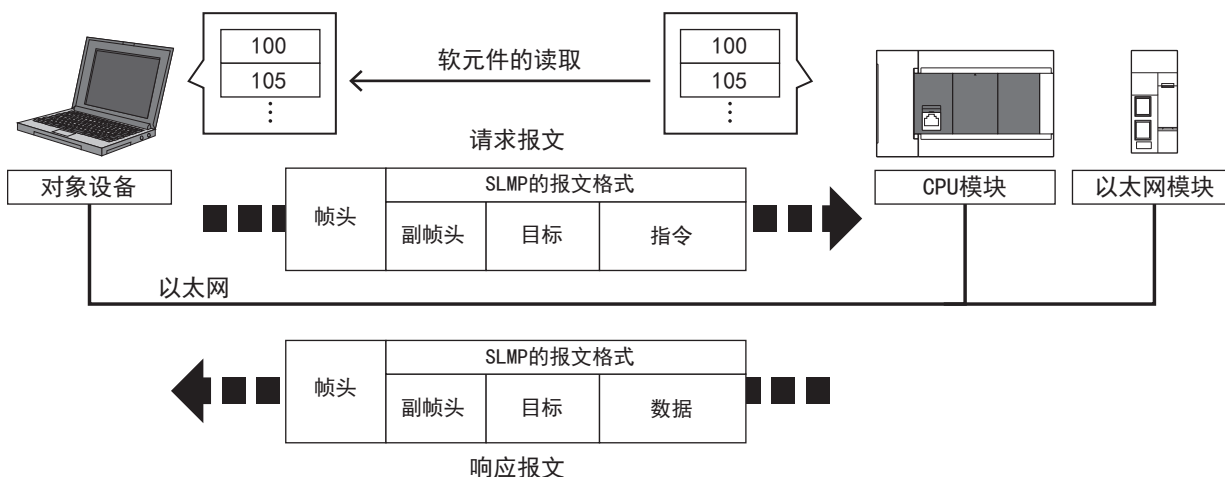 100
105
⋮
软元件的读取
100
105
⋮
请求报文
对象设备
CPU模块
以太网模块
帧头
SLMP的报文格式
副帧头
目标
指令
以太网
帧头
SLMP的报文格式
副帧头
目标
数据
响应报文